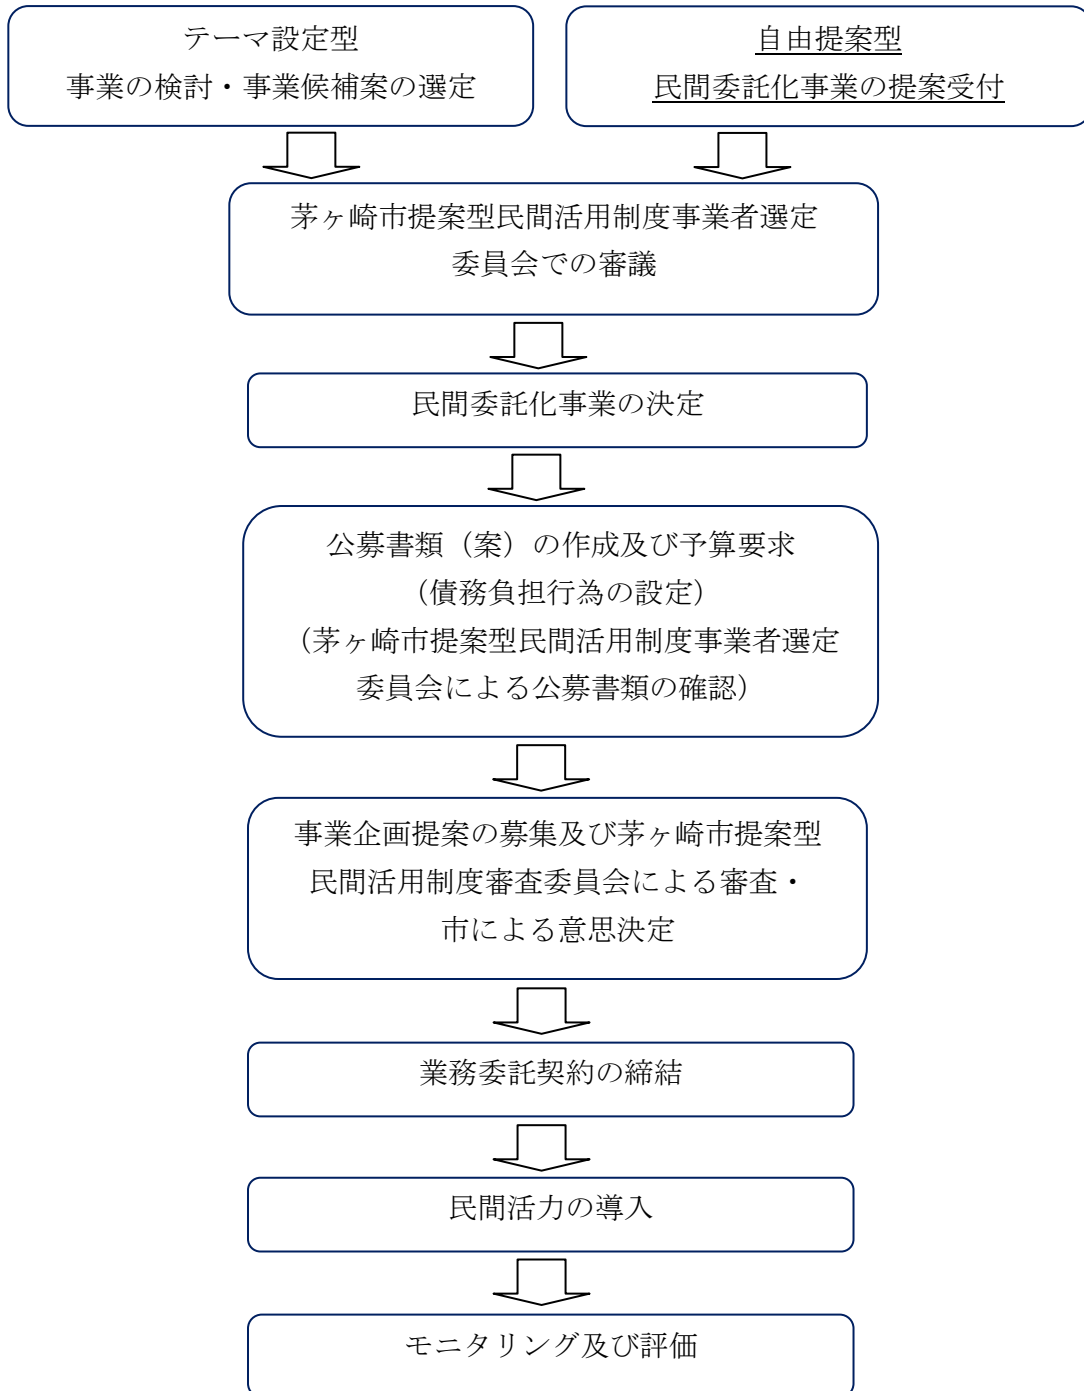 テーマ設定型
事業の検討・事業候補案の選定
自由提案型
民間委託化事業の提案受付
茅ヶ崎市提案型民間活用制度事業者選定
委員会での審議
民間委託化事業の決定
公募書類（案）の作成及び予算要求
（債務負担行為の設定）
（茅ヶ崎市提案型民間活用制度事業者選定
委員会による公募書類の確認）
事業企画提案の募集及び茅ヶ崎市提案型
民間活用制度審査委員会による審査・
市による意思決定
業務委託契約の締結
民間活力の導入
モニタリング及び評価